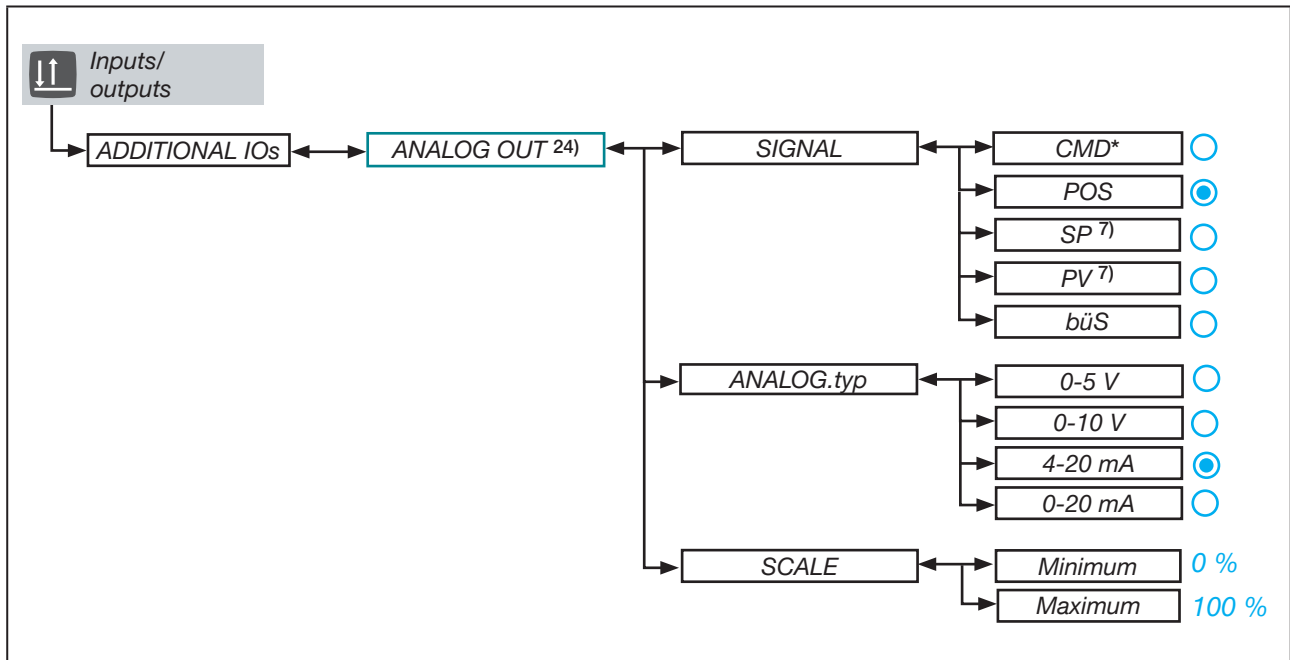 Inputs/
outputs
ADDITIONAL IOs
ANALOG OUT 24)
SIGNAL
CMD*
POS
SP 7)
PV 7)
büS
ANALOG.typ
0-5 V
0-10 V
4-20 mA
0-20 mA
SCALE
Minimum
0 %
Maximum
100 %